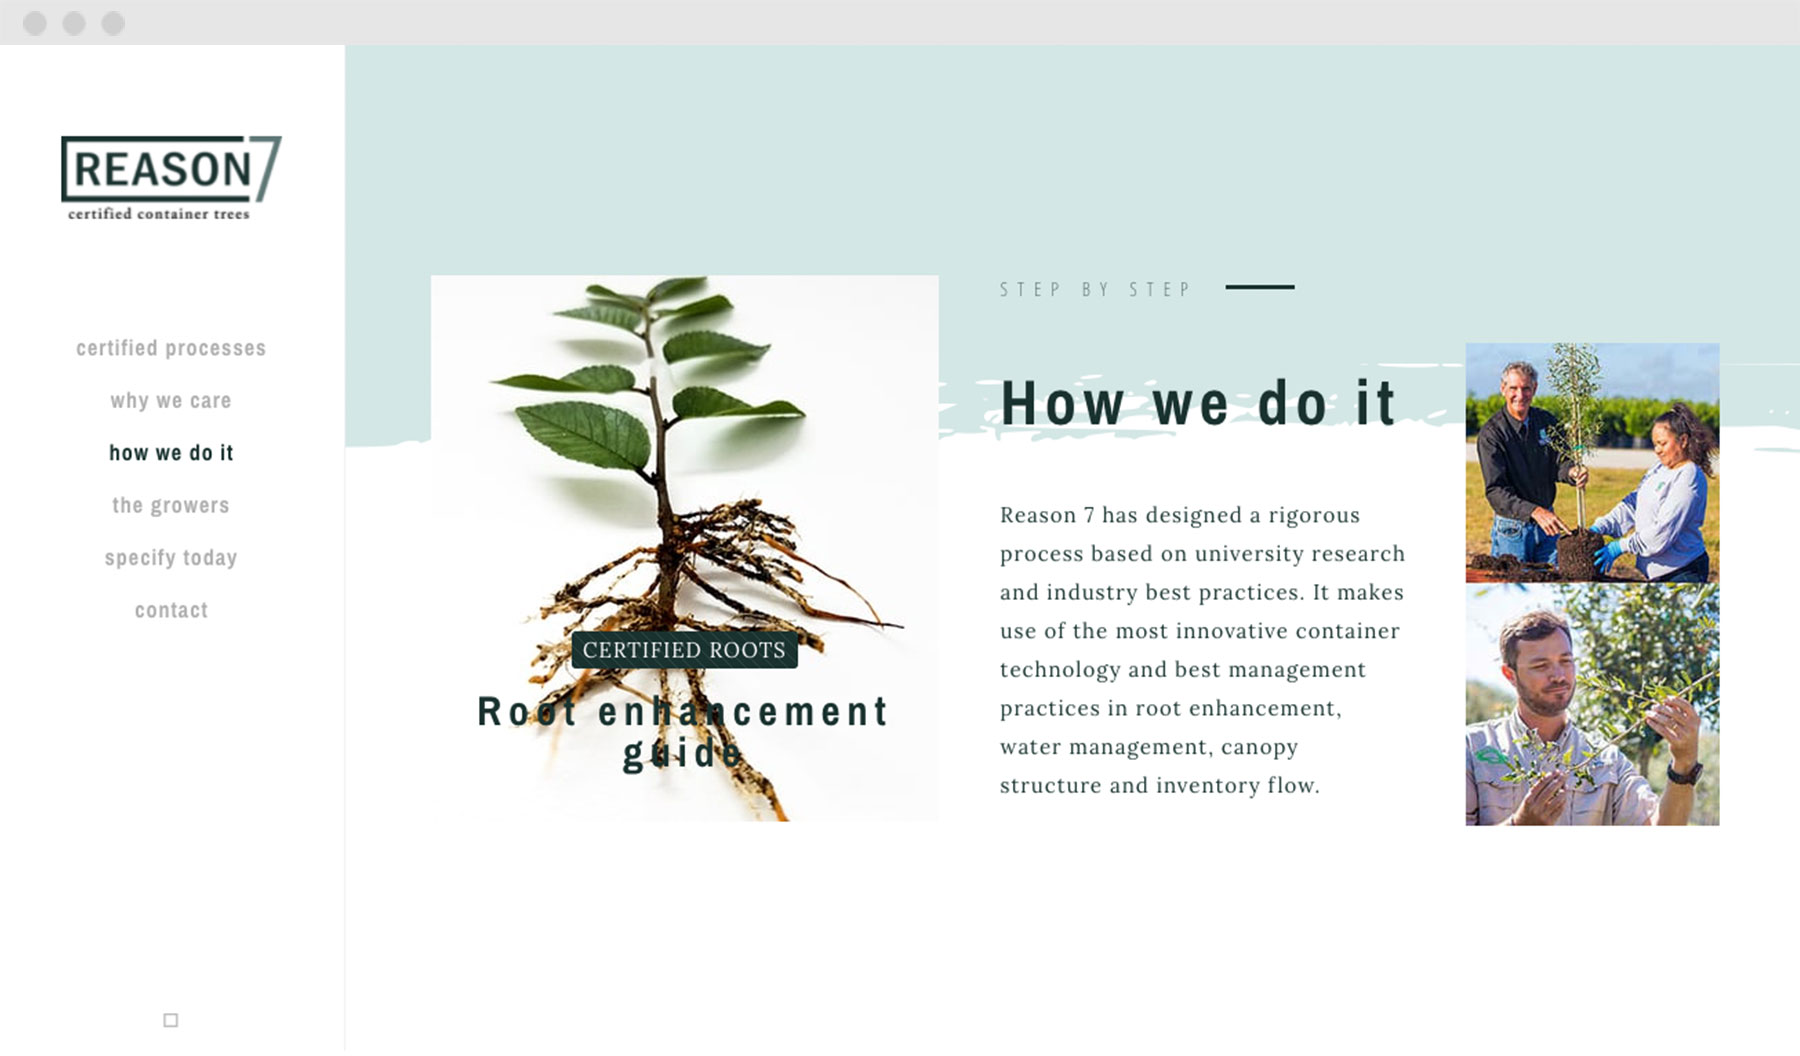 REASON7
certified container trees
certified processes
why we care
how we do it
the growers
specify today
contact
CERTIFIED ROOTS
Root enhancement
guide
STEP BY STEP
How we do it
Reason 7 has designed a rigorous
process based on university research
and industry best practices. It makes
use of the most innovative container
technology and best management
practices in root enhancement,
water management, canopy
structure and inventory flow.